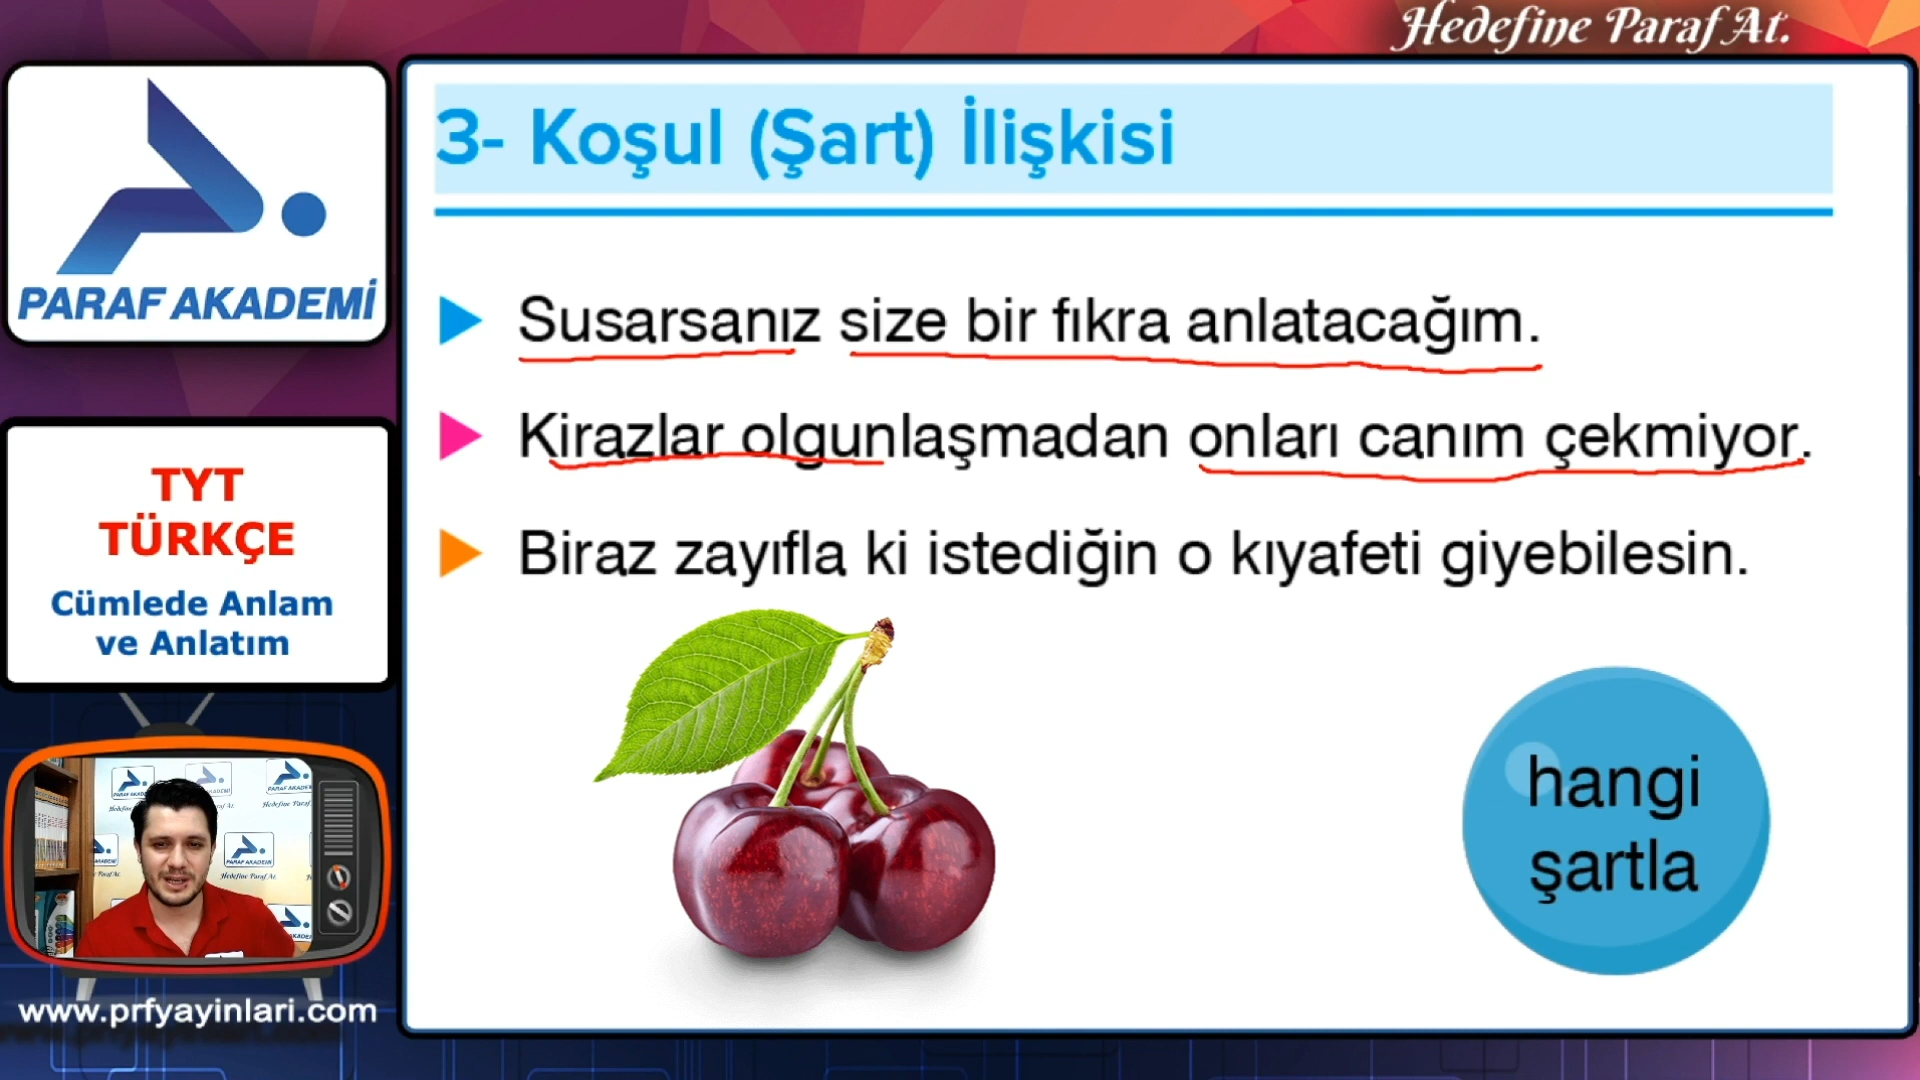 Hedefine Paraf At.
PARAF AKADEMİ
TYT
TÜRKÇE
Cümlede Anlam
ve Anlatım
www.prfyayinlari.com
3- Koşul (Şart) İlişkisi
Susarsanız size bir fıkra anlatacağım.
Kirazlar olgunlaşmadan onları canım çekmiyor.
Biraz zayıfla ki istediğin o kıyafeti giyebilesin.
hangi
şartla